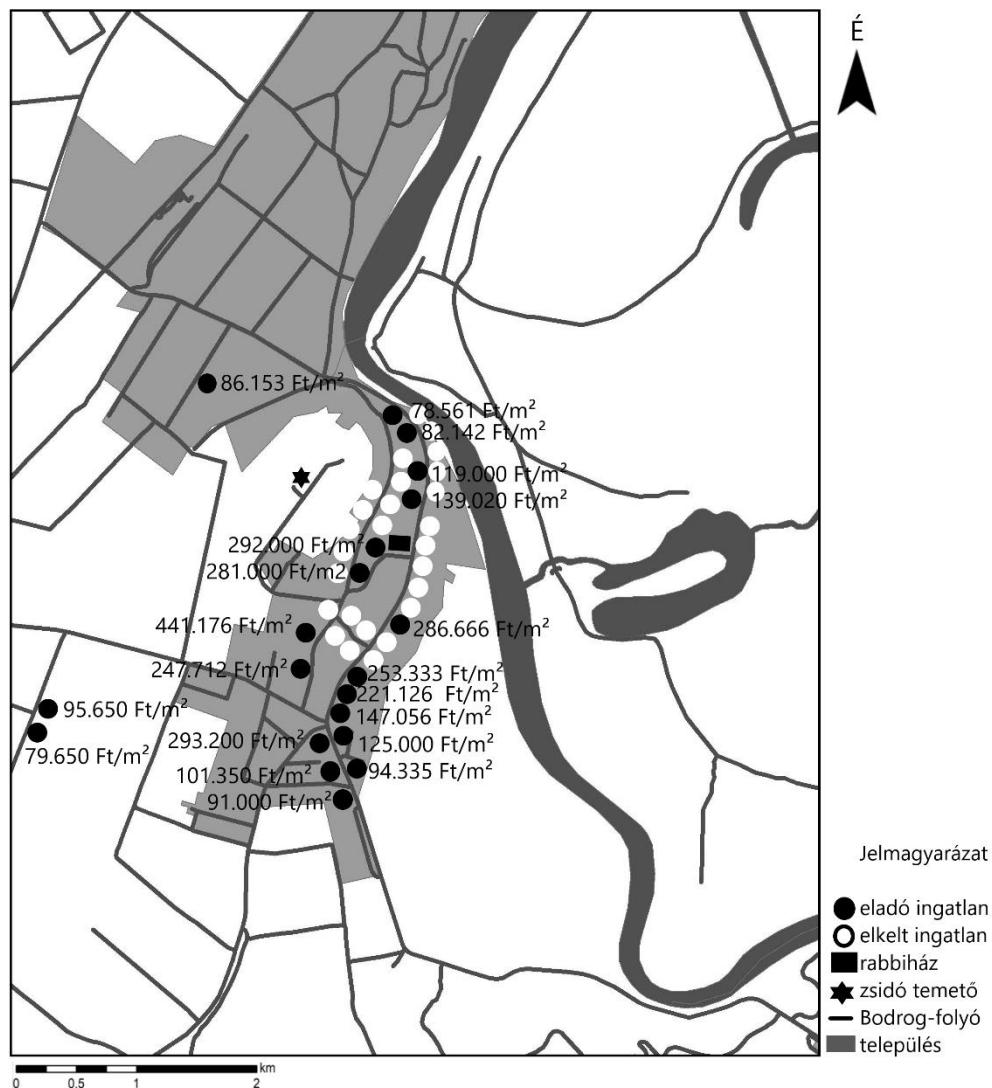 É
86.153 Ft/m²
78.561 Ft/m²
82.142 Ft/m²
119.000 Ft/m²
139.020 Ft/m²
292.000 Ft/m²
281.000 Ft/m2
441.176 Ft/m²
286.666 Ft/m²
247.712 Ft/m²
253.333 Ft/m²
221.126 Ft/m²
95.650 Ft/m²
147.056 Ft/m²
79.650 Ft/m²
293.200 Ft/m²
125.000 Ft/m²
101.350 Ft/m²
94.335 Ft/m²
91.000 Ft/m²
Jelmagyarázat
eladó ingatlan
elkelt ingatlan
rabbiház
zsidó temető
Bodrog-folyó
település
km
0 0.5 1 2